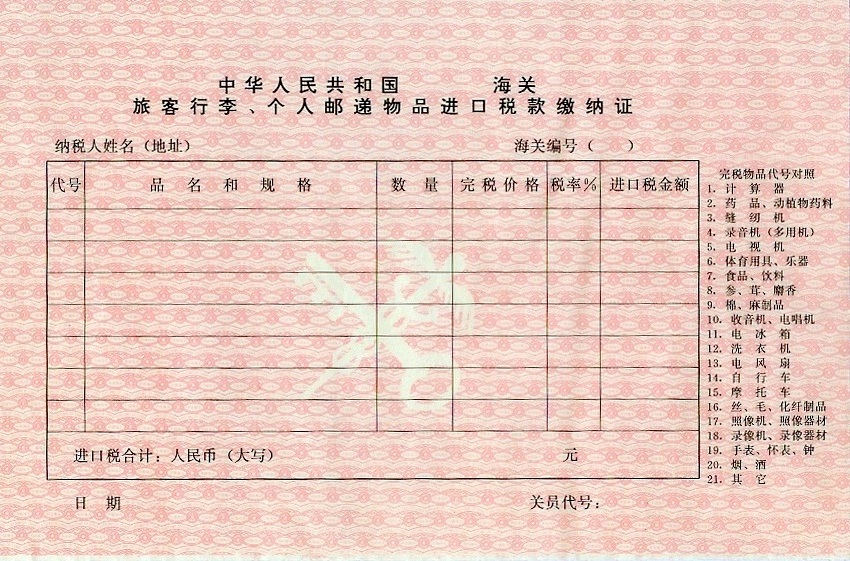 中华人民共和国 海关
旅客行李、个人邮递物品进口税款缴纳证
纳税人姓名(地址) 海关编号( )
代号 品名和规格 数量 完税价格 税率% 进口税金额
进口税合计:人民币(大写) 元
日期 关员代号:
完税物品代号对照
1. 计算器
2. 药品、动植物药料
3. 缝纫机
4. 录音机(多用机)
5. 电视机
6. 体育用具、乐器
7. 食品、饮料
8. 参、茸、麝香
9. 棉、麻制品
10. 收音机、电唱机
11. 电冰箱
12. 洗衣机
13. 电风扇
14. 自行车
15. 摩托车
16. 丝、毛、化纤制品
17. 照像机、照像器材
18. 录像机、录像器材
19. 手表、怀表、钟
20. 烟、酒
21. 其它